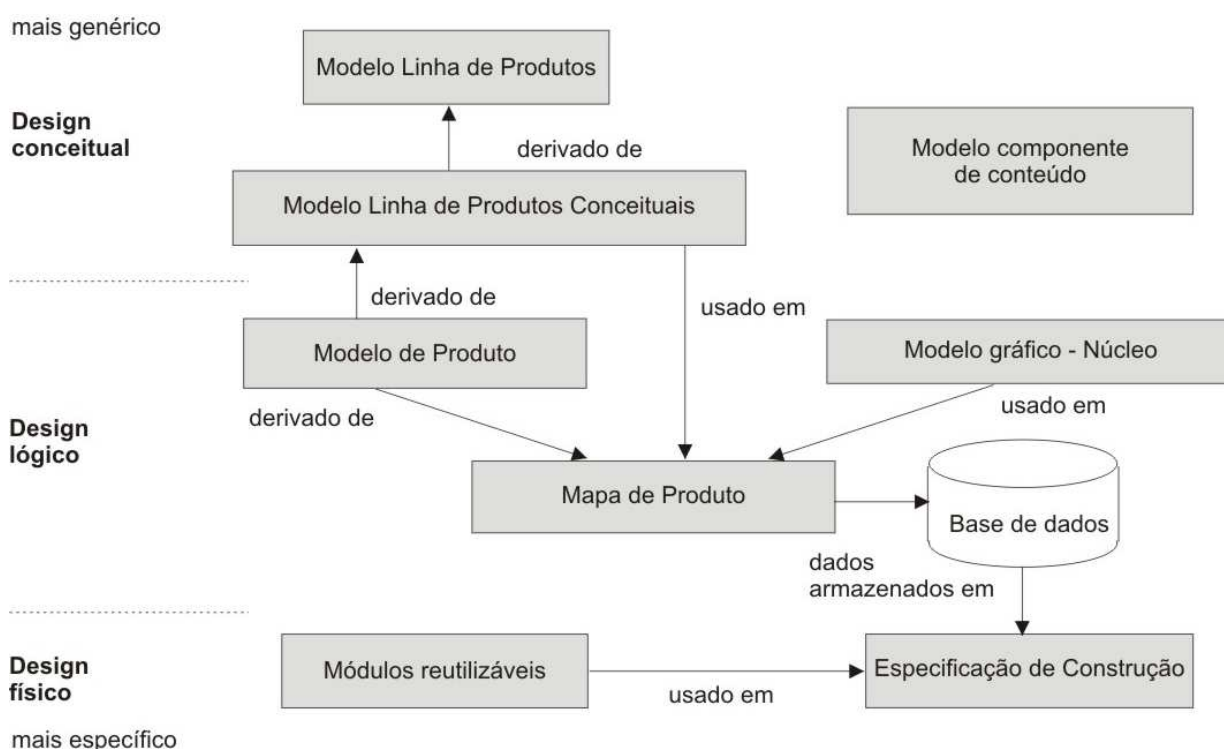 mais genérico
Modelo Linha de Produtos
Design
conceitual
derivado de
Modelo componente
de conteúdo
Modelo Linha de Produtos Conceituais
derivado de
usado em
Modelo de Produto
Modelo gráfico - Núcleo
derivado de
usado em
Design
lógico
Mapa de Produto
Base de dados
dados
armazenados em
Design
físico
Módulos reutilizáveis
usado em
Especificação de Construção
mais específico